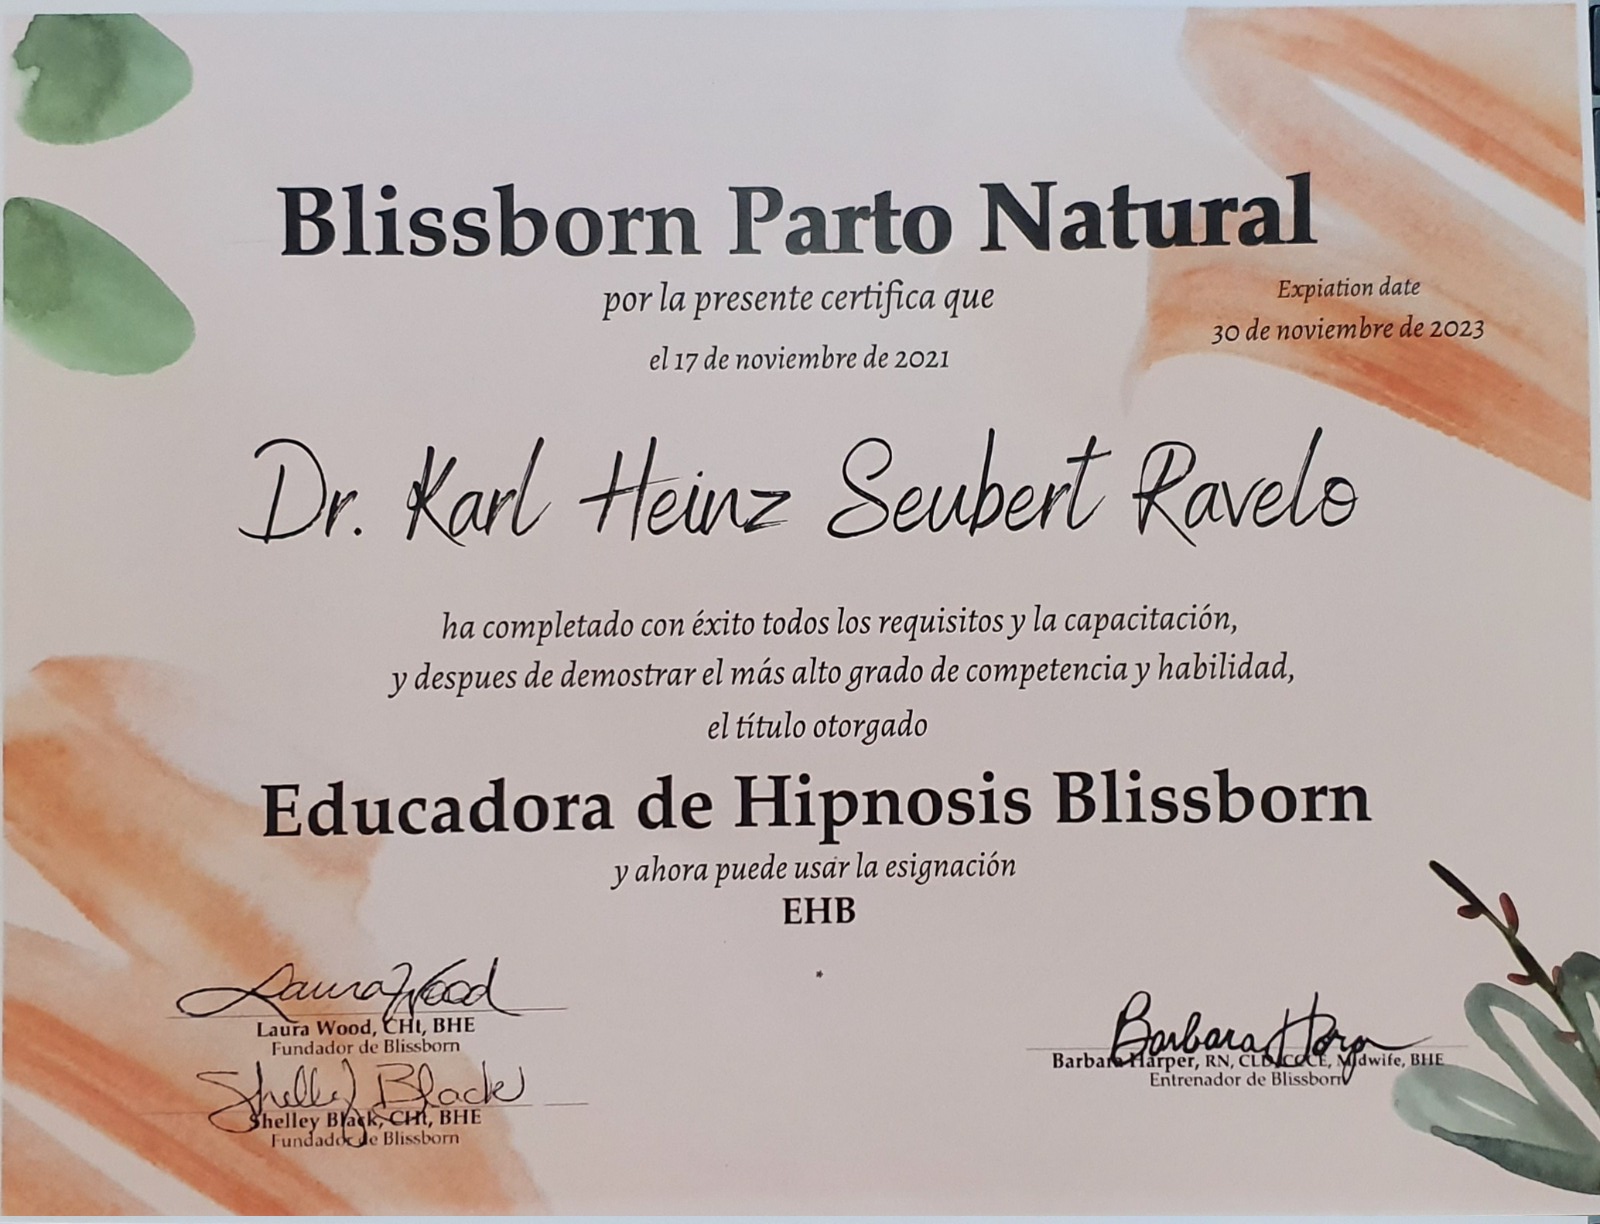 Blissborn Parto Natural
por la presente certifica que
el 17 de noviembre de 2021
Expiation date
30 de noviembre de 2023
Dr. Karl Heinz Seubert Ravelo
ha completado con éxito todos los requisitos y la capacitación,
y despues de demostrar el más alto grado de competencia y habilidad,
el título otorgado
Educadora de Hipnosis Blissborn
y ahora puede usar la esignación
EHB
Laura Wood
Laura Wood, CHt, BHE
Fundador de Blissborn
Shelley Black
Shelley Black, CHt, BHE
Fundador de Blissborn
Barbara Harper
Barbara Harper, RN, CLD, CCCE, Midwife, BHE
Entrenador de Blissborn